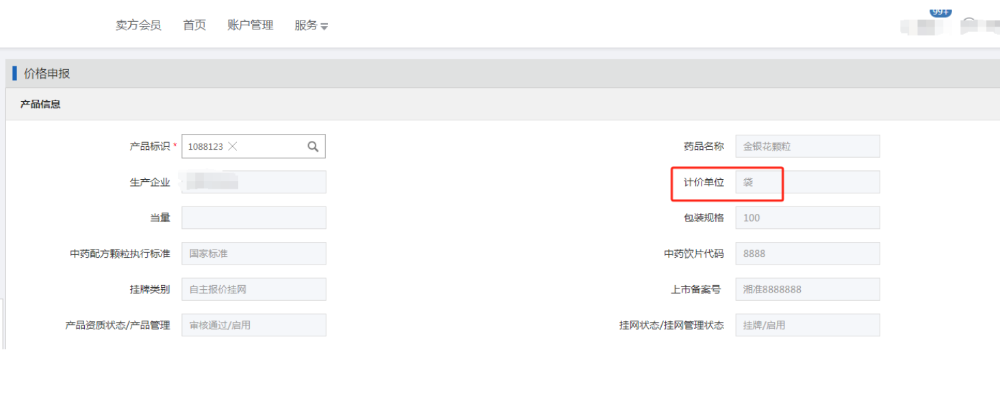 卖方会员 首页 账户管理 服务
99+
价格申报
产品信息
产品标识 * 1088123 药品名称 金银花颗粒
生产企业 计价单位 袋
当量 包装规格 100
中药配方颗粒执行标准 国家标准 中药饮片代码 8888
挂牌类别 自主报价挂网 上市备案号 湘准8888888
产品资质状态/产品管理 审核通过/启用 挂网状态/挂网管理状态 挂牌/启用